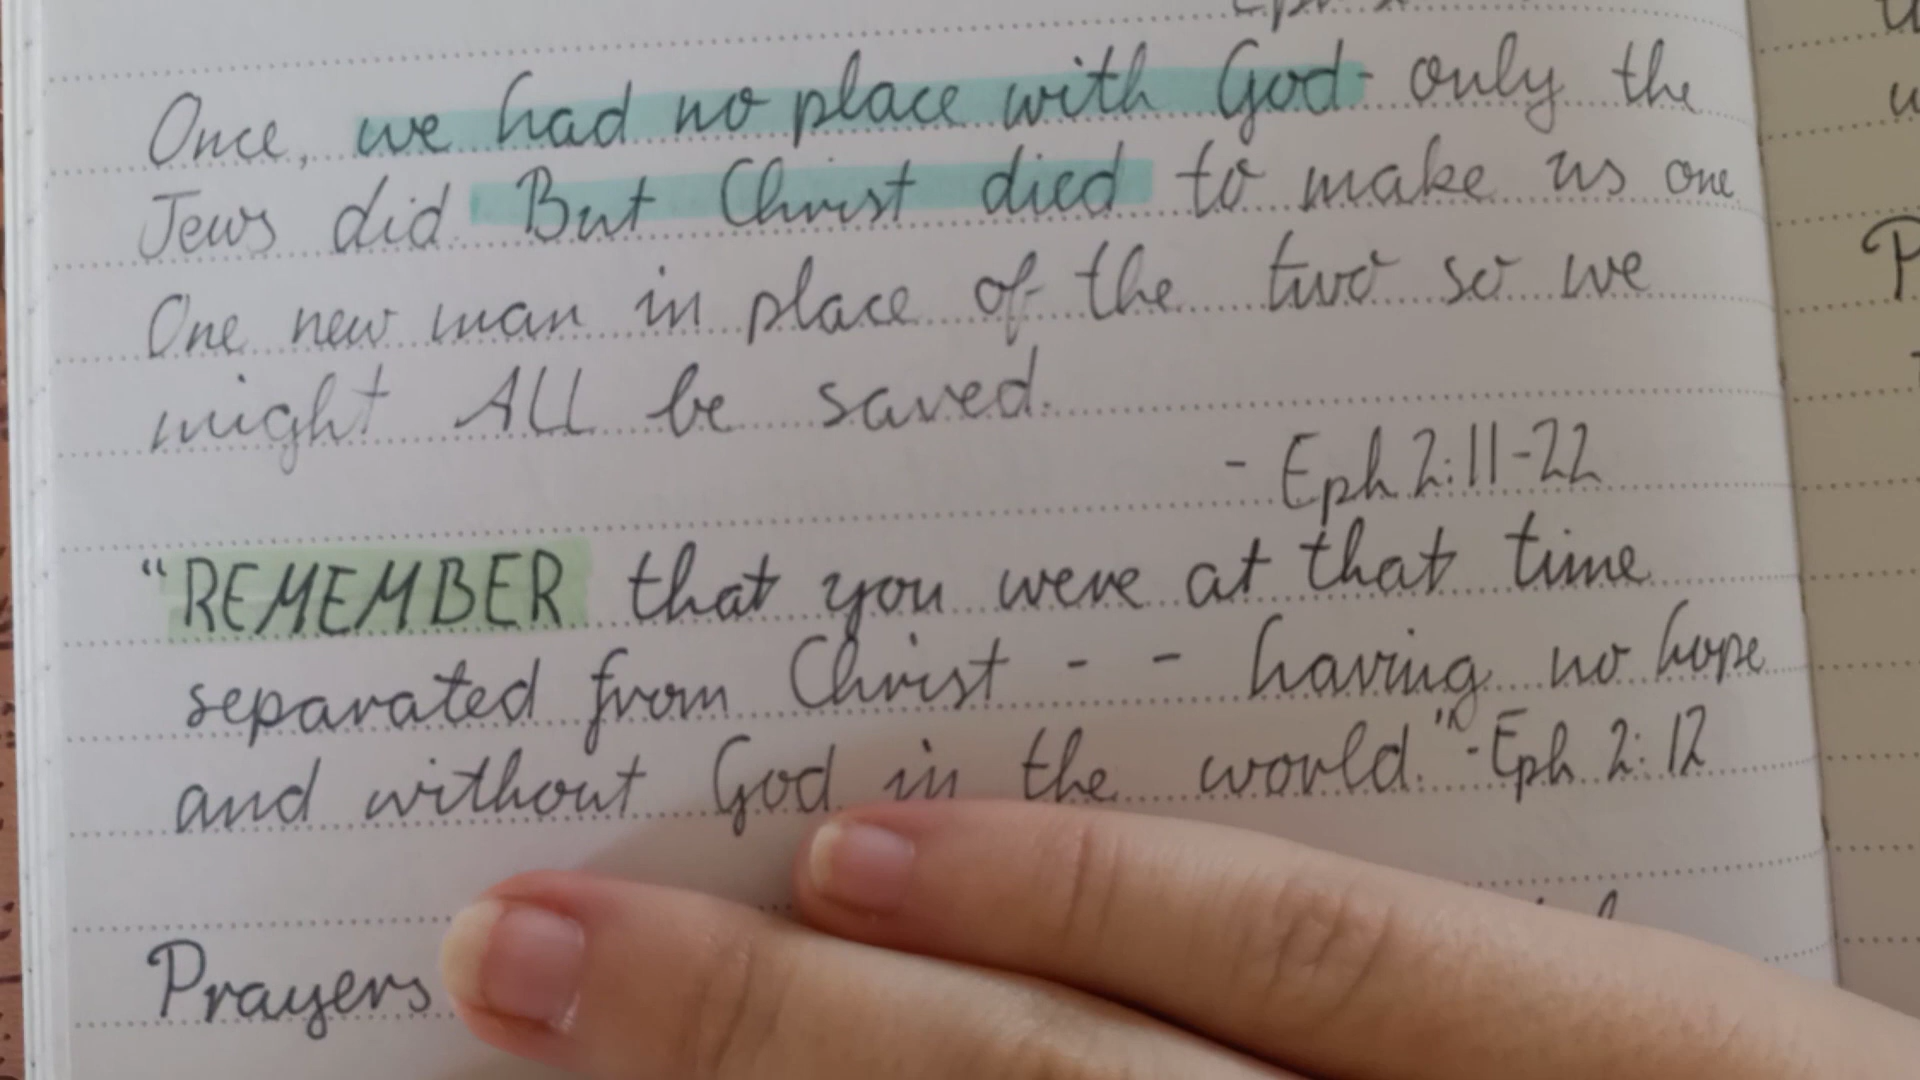 Once, we had no place with God- only the
Jews did. But Christ died to make us one
One new man in place of the two so we
might ALL be saved.
- Eph 2:11-22
"REMEMBER that you were at that time
separated from Christ - - having no hope
and without God in the world." -Eph 2:12
Prayers